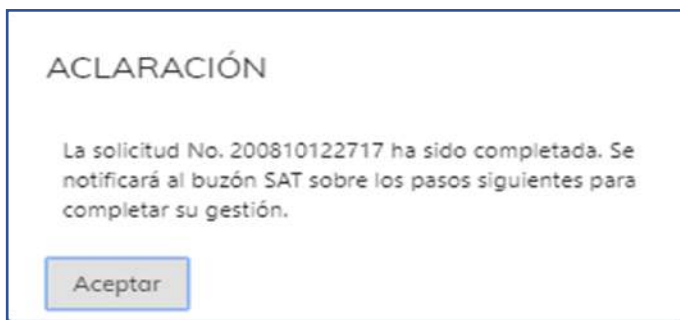 ACLARACIÓN
La solicitud No. 200810122717 ha sido completada. Se
notificará al buzón SAT sobre los pasos siguientes para
completar su gestión.
Aceptar